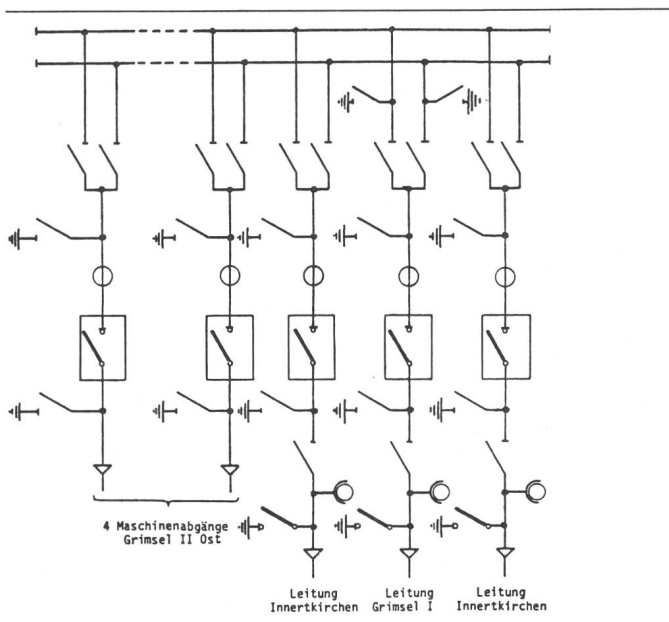 4 Maschinenabgänge
Grimsel II Ost
Leitung
Innertkirchen
Leitung
Grimsel I
Leitung
Innertkirchen